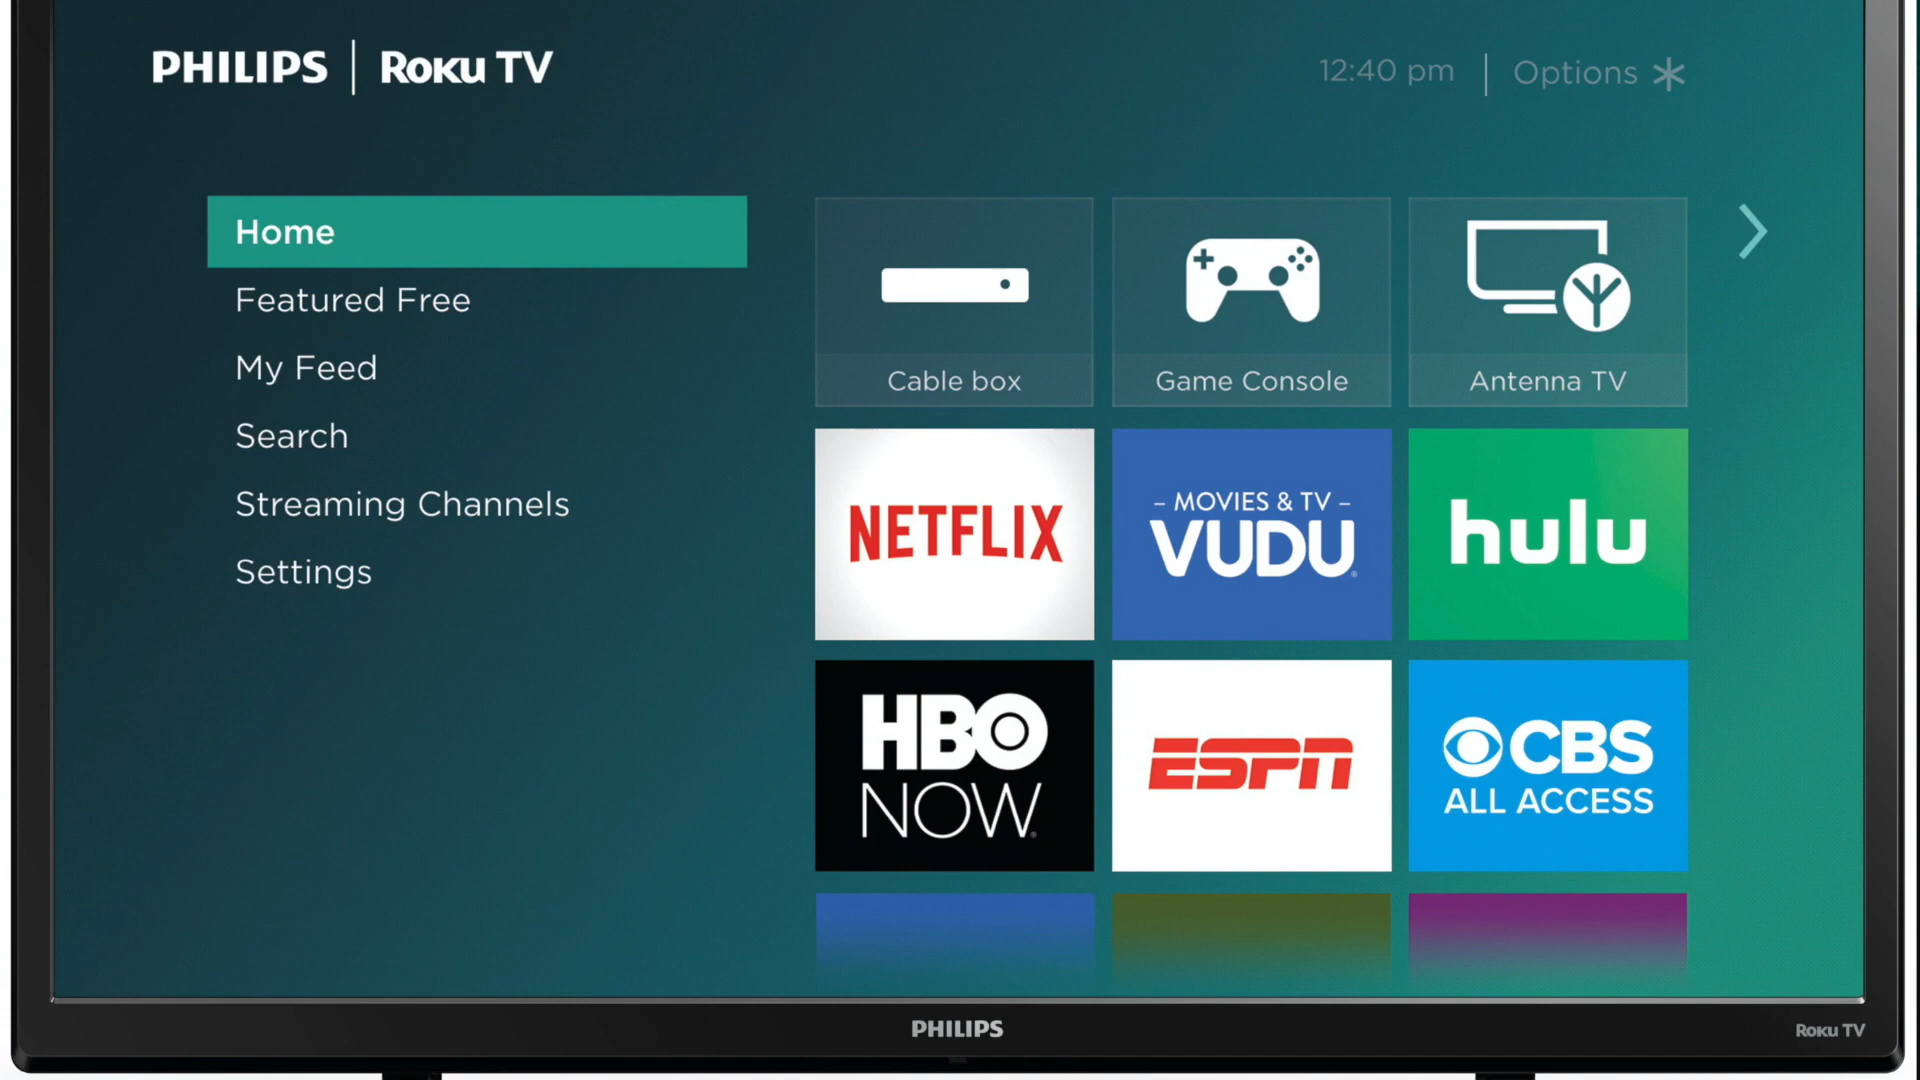 PHILIPS | Roku TV
12:40 pm | Options *
Home
Featured Free
My Feed
Search
Streaming Channels
Settings
Cable box
Game Console
Antenna TV
NETFLIX
– MOVIES & TV –
VUDU
hulu
HBO
NOW
ESPN
CBS
ALL ACCESS
PHILIPS
Roku TV